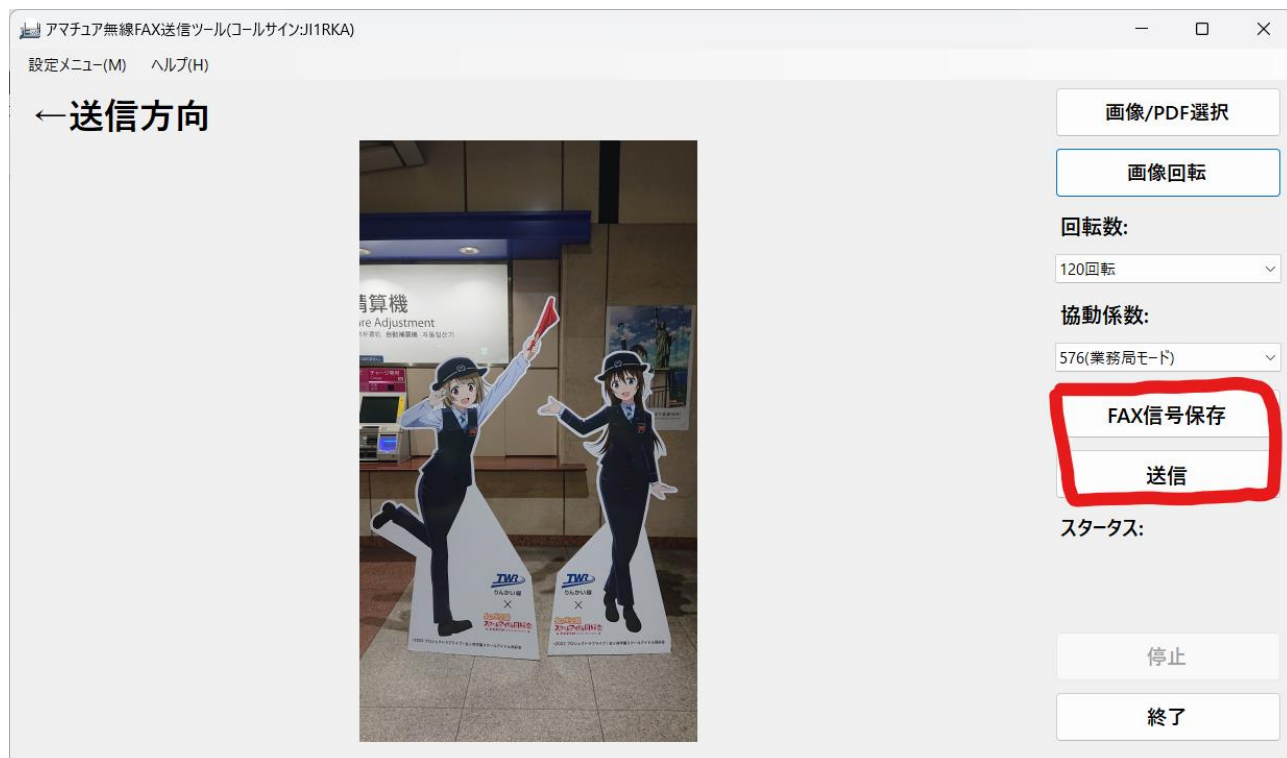 アマチュア無線FAX送信ツール(コールサイン:JI1RKA)
設定メニュー(M) ヘルプ(H)
←送信方向
画像/PDF選択
画像回転
回転数:
120回転
協動係数:
576(業務局モード)
FAX信号保存
送信
スタータス:
停止
終了
清算機
are Adjustment
TWR
りんかい線
×
TWR
りんかい線
×